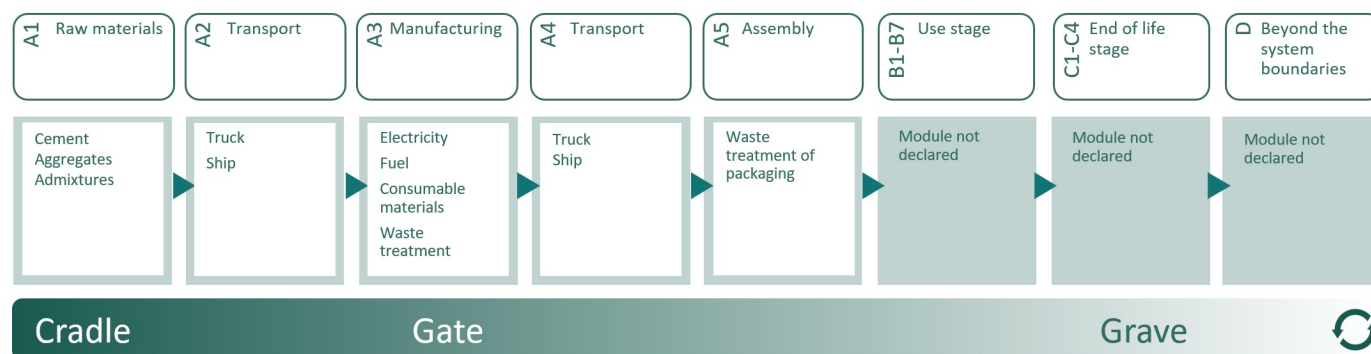 A1 Raw materials
A2 Transport
A3 Manufacturing
A4 Transport
A5 Assembly
B1-B7 Use stage
C1-C4 End of life
stage
D Beyond the
system
boundaries
Cement
Aggregates
Admixtures
Truck
Ship
Electricity
Fuel
Consumable
materials
Waste
treatment
Truck
Ship
Waste
treatment of
packaging
Module not
declared
Module not
declared
Module not
declared
Cradle
Gate
Grave